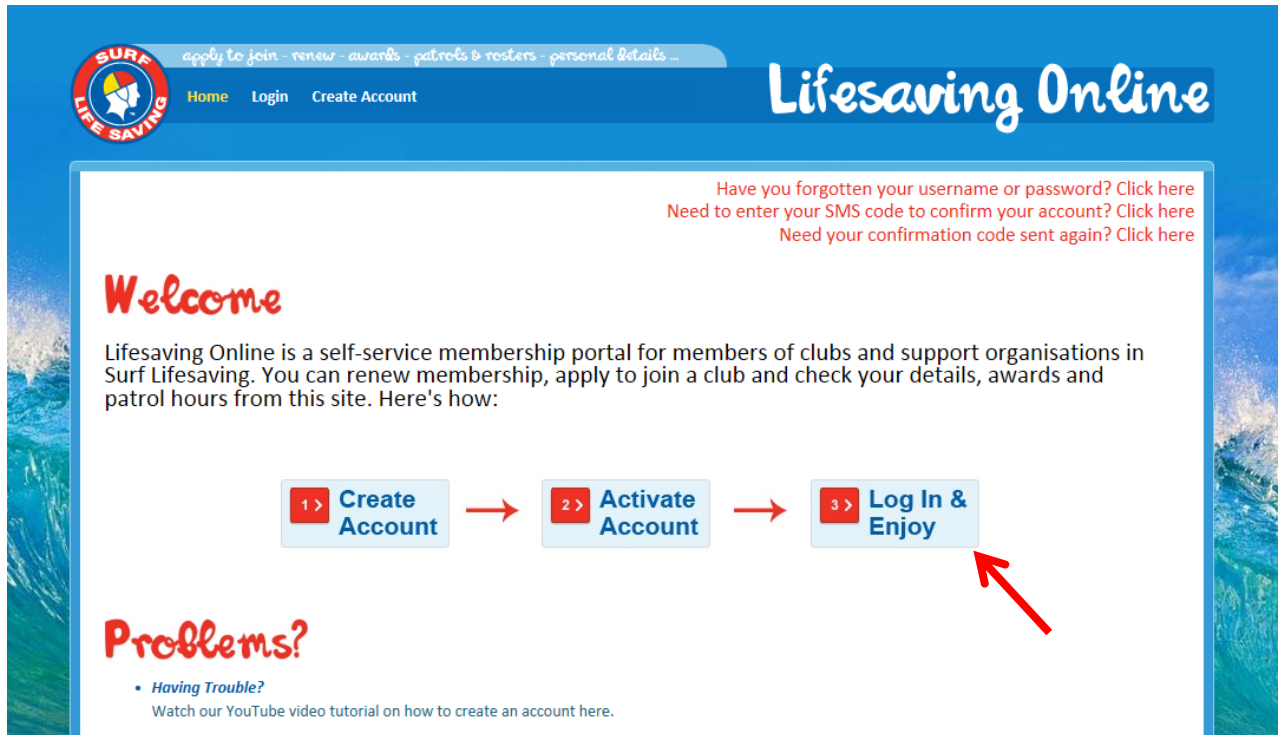 SURF
LIFE SAVING
apply to join - renew - awards - patrols & rosters - personal details ...
Home Login Create Account
Lifesaving Online
Have you forgotten your username or password? Click here
Need to enter your SMS code to confirm your account? Click here
Need your confirmation code sent again? Click here
Welcome
Lifesaving Online is a self-service membership portal for members of clubs and support organisations in
Surf Lifesaving. You can renew membership, apply to join a club and check your details, awards and
patrol hours from this site. Here's how:
1 > Create
Account
2 > Activate
Account
3 > Log In &
Enjoy
Problems?
• Having Trouble?
Watch our YouTube video tutorial on how to create an account here.